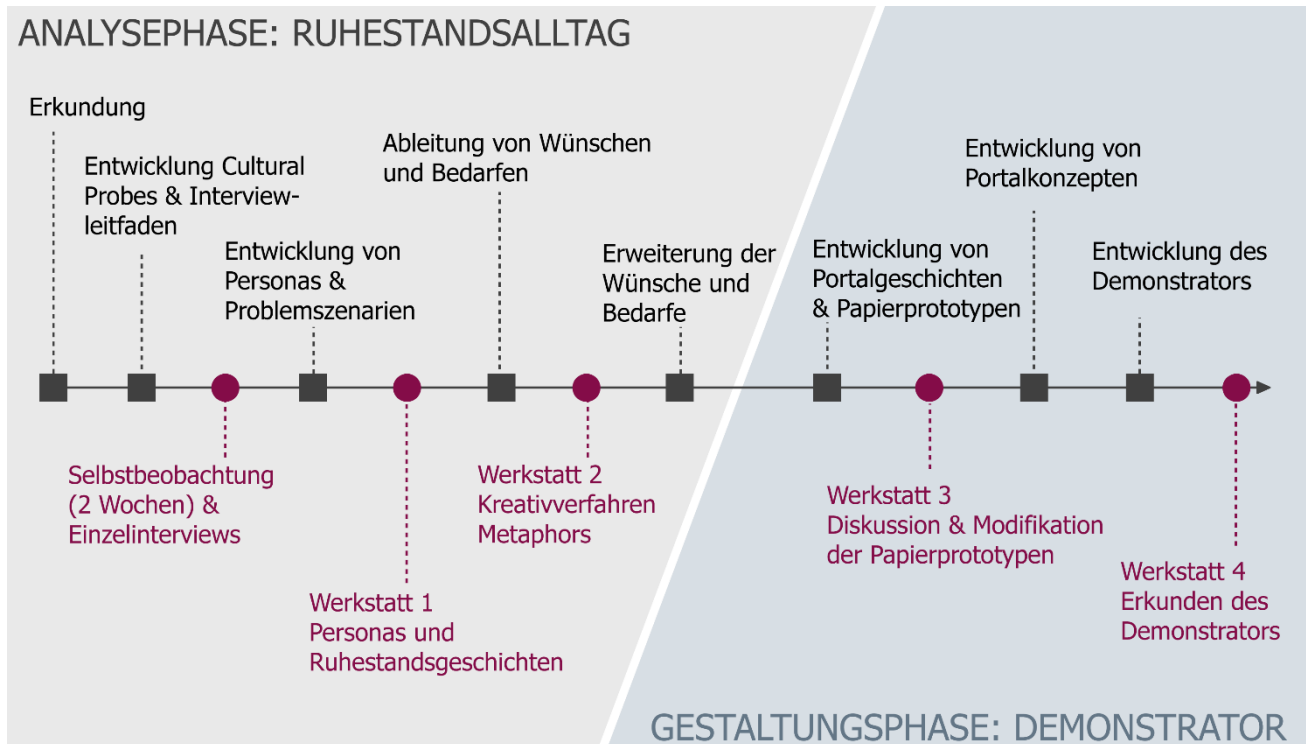 ANALYSEPHASE: RUHESTANDSALLTAG
Erkundung
Entwicklung Cultural
Probes & Interview-
leitfaden
Entwicklung von
Personas &
Problemszenarien
Ableitung von Wünschen
und Bedarfen
Erweiterung der
Wünsche und
Bedarfe
Entwicklung von
Portalgeschichten
& Papierprototypen
Entwicklung von
Portalkonzepten
Entwicklung des
Demonstrators
Selbstbeobachtung
(2 Wochen) &
Einzelinterviews
Werkstatt 1
Personas und
Ruhestandsgeschichten
Werkstatt 2
Kreativverfahren
Metaphors
Werkstatt 3
Diskussion & Modifikation
der Papierprototypen
Werkstatt 4
Erkunden des
Demonstrators
GESTALTUNGSPHASE: DEMONSTRATOR